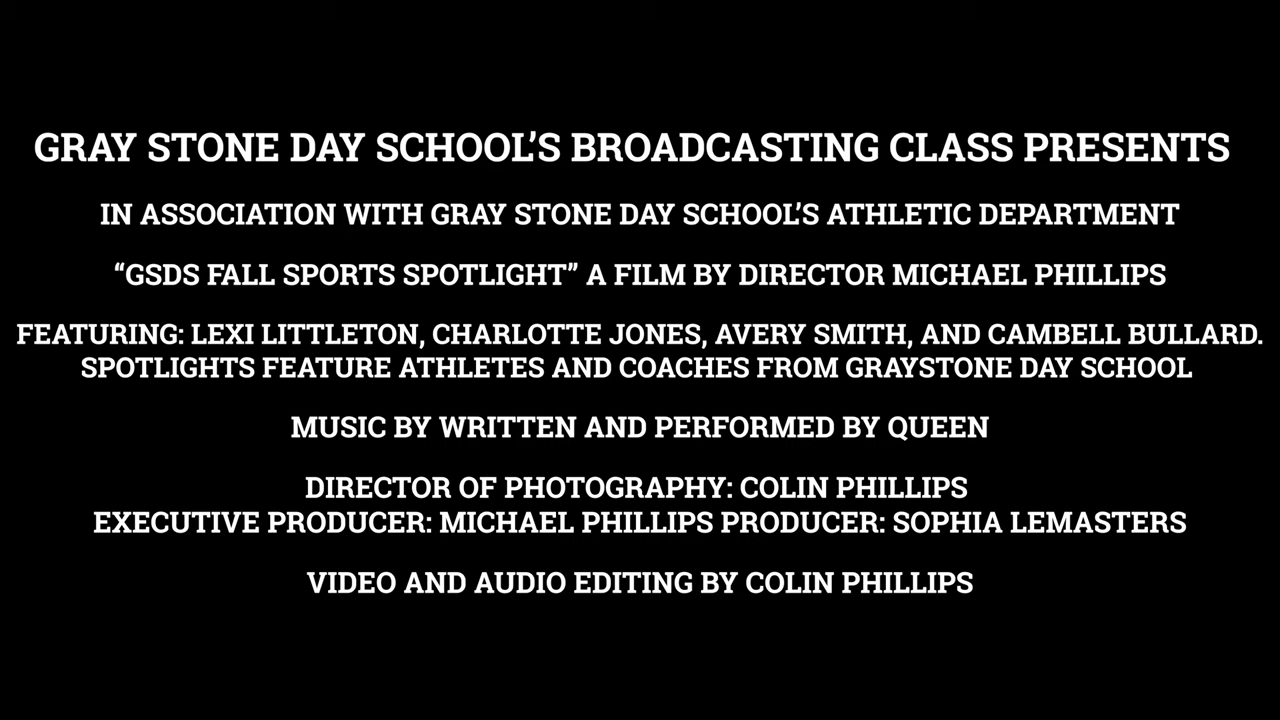 GRAY STONE DAY SCHOOL’S BROADCASTING CLASS PRESENTS
IN ASSOCIATION WITH GRAY STONE DAY SCHOOL’S ATHLETIC DEPARTMENT
“GSDS FALL SPORTS SPOTLIGHT” A FILM BY DIRECTOR MICHAEL PHILLIPS
FEATURING: LEXI LITTLETON, CHARLOTTE JONES, AVERY SMITH, AND CAMBELL BULLARD.
SPOTLIGHTS FEATURE ATHLETES AND COACHES FROM GRAYSTONE DAY SCHOOL
MUSIC BY WRITTEN AND PERFORMED BY QUEEN
DIRECTOR OF PHOTOGRAPHY: COLIN PHILLIPS
EXECUTIVE PRODUCER: MICHAEL PHILLIPS PRODUCER: SOPHIA LEMASTERS
VIDEO AND AUDIO EDITING BY COLIN PHILLIPS